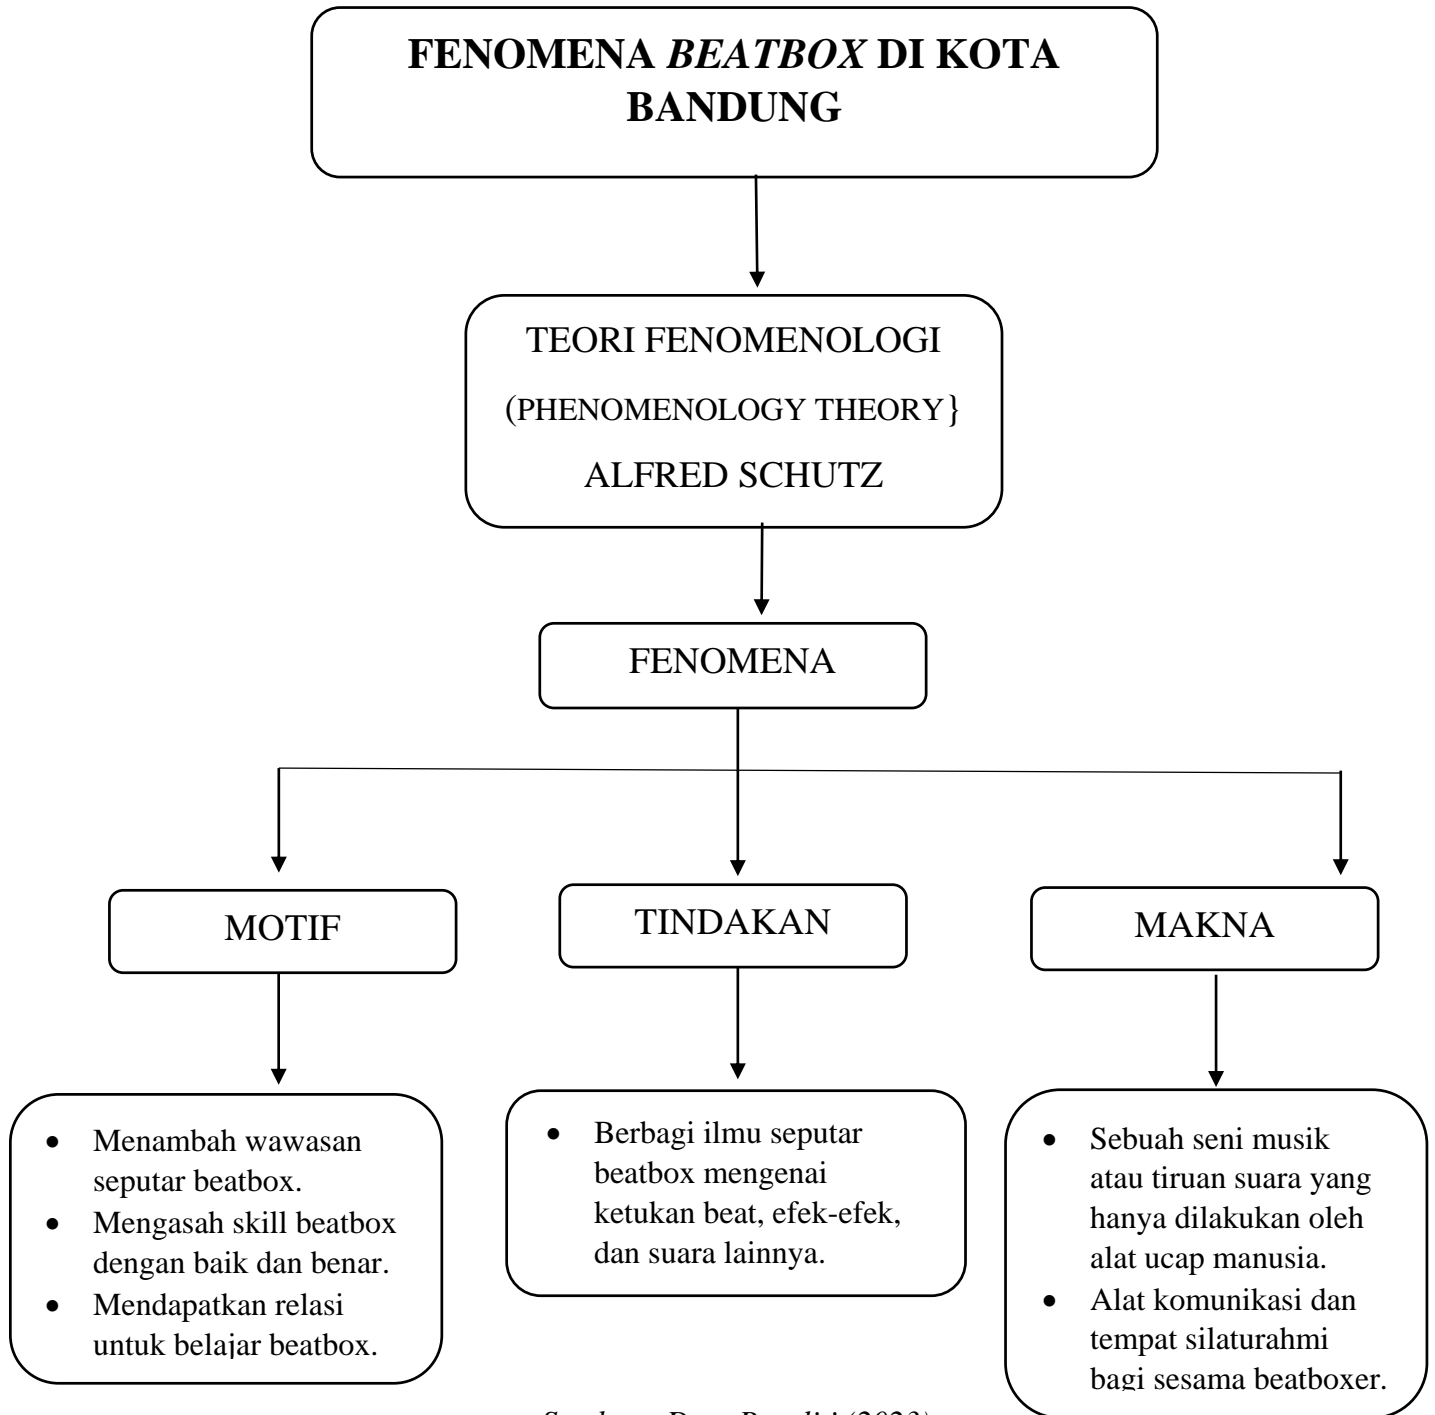 FENOMENA BEATBOX DI KOTA
BANDUNG
TEORI FENOMENOLOGI
(PHENOMENOLOGY THEORY}
ALFRED SCHUTZ
FENOMENA
MOTIF
TINDAKAN
MAKNA
• Menambah wawasan
seputar beatbox.
• Mengasah skill beatbox
dengan baik dan benar.
• Mendapatkan relasi
untuk belajar beatbox.
• Berbagi ilmu seputar
beatbox mengenai
ketukan beat, efek-efek,
dan suara lainnya.
• Sebuah seni musik
atau tiruan suara yang
hanya dilakukan oleh
alat ucap manusia.
• Alat komunikasi dan
tempat silaturahmi
bagi sesama beatboxer.
(2023)